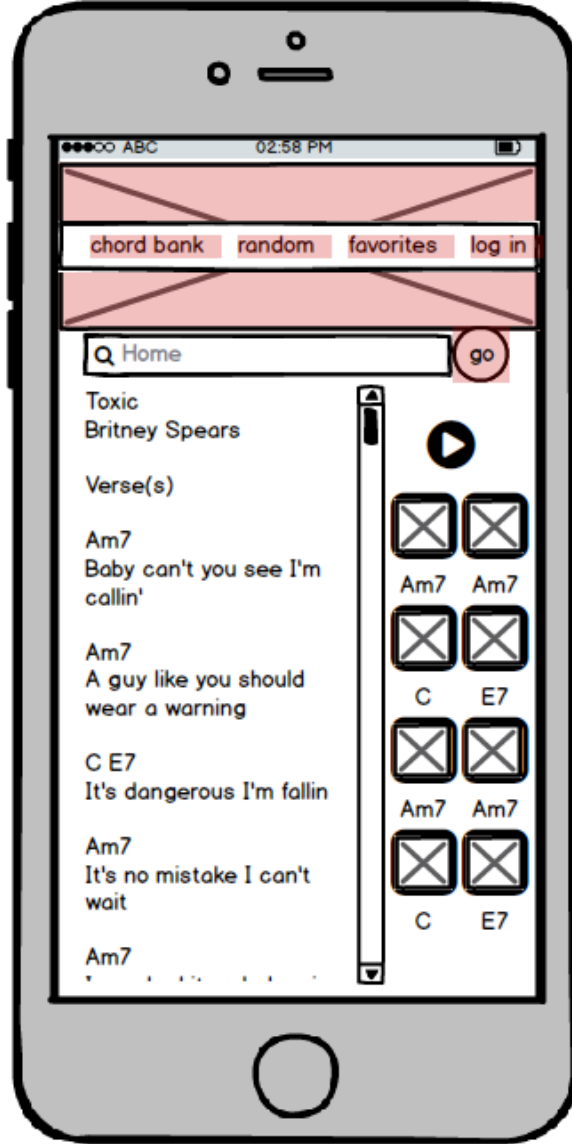 ABC 02:58 PM
chord bank random favorites log in
Home go
Toxic
Britney Spears
Verse(s)
Am7
Baby can't you see I'm
callin'
Am7
A guy like you should
wear a warning
C E7
It's dangerous I'm fallin
Am7
It's no mistake I can't
wait
Am7
Am7 Am7
C E7
Am7 Am7
C E7